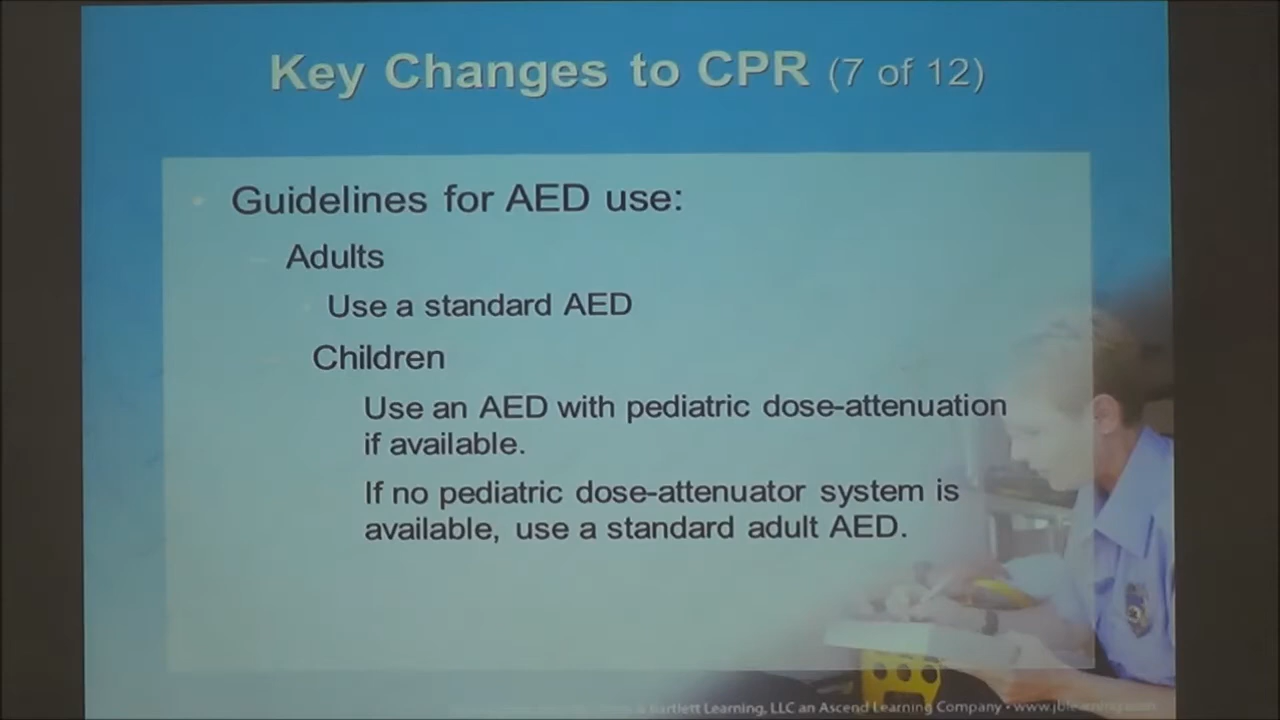 Key Changes to CPR (7 of 12)
Guidelines for AED use:
Adults
Use a standard AED
Children
Use an AED with pediatric dose-attenuation
if available.
If no pediatric dose-attenuator system is
available, use a standard adult AED.
Bartlett Learning, LLC an Ascend Learning Company • www.jblearning.com